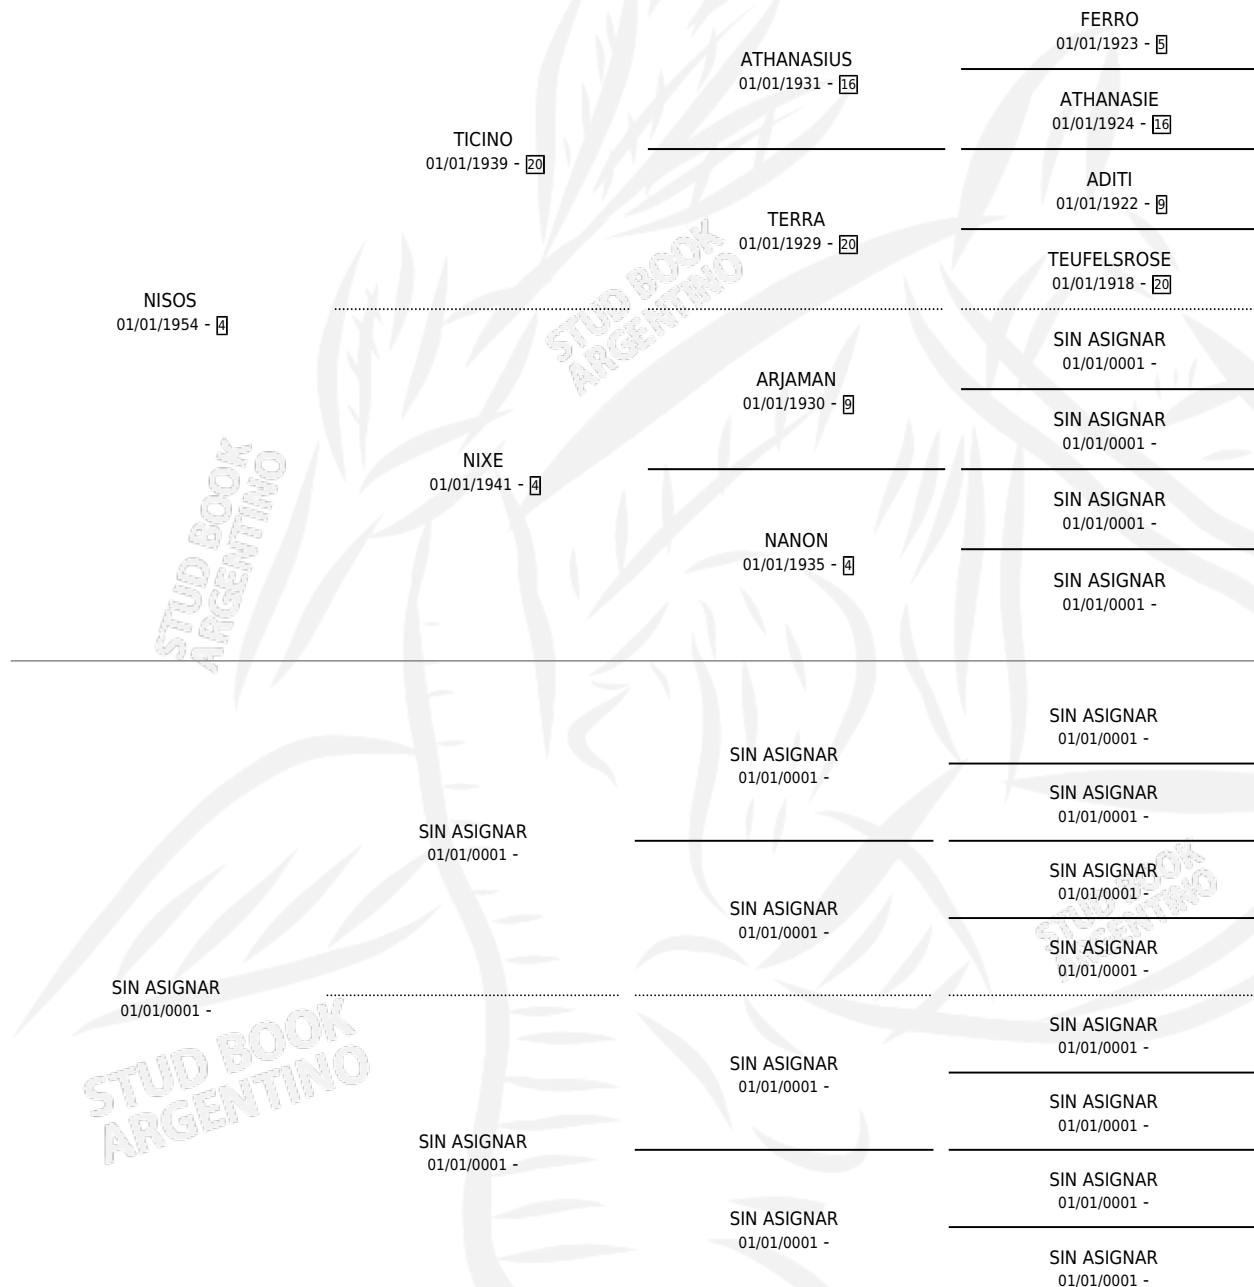 FERRO
01/01/1923 - 5
ATHANASIUS
01/01/1931 - 16
ATHANASIE
01/01/1924 - 16
TICINO
01/01/1939 - 20
ADITI
01/01/1922 - 9
TERRA
01/01/1929 - 20
TEUFELSROSE
01/01/1918 - 20
NISOS
01/01/1954 - 4
SIN ASIGNAR
01/01/0001 -
ARJAMAN
01/01/1930 - 9
SIN ASIGNAR
01/01/0001 -
NIXE
01/01/1941 - 4
SIN ASIGNAR
01/01/0001 -
NANON
01/01/1935 - 4
SIN ASIGNAR
01/01/0001 -
STUD BOOK
ARGENTINO
STUD BOOK
ARGENTINO
SIN ASIGNAR
01/01/0001 -
SIN ASIGNAR
01/01/0001 -
SIN ASIGNAR
01/01/0001 -
SIN ASIGNAR
01/01/0001 -
SIN ASIGNAR
01/01/0001 -
SIN ASIGNAR
01/01/0001 -
SIN ASIGNAR
01/01/0001 -
SIN ASIGNAR
01/01/0001 -
SIN ASIGNAR
01/01/0001 -
SIN ASIGNAR
01/01/0001 -
SIN ASIGNAR
01/01/0001 -
SIN ASIGNAR
01/01/0001 -
SIN ASIGNAR
01/01/0001 -
SIN ASIGNAR
01/01/0001 -
SIN ASIGNAR
01/01/0001 -
STUD BOOK
ARGENTINO
STUD BOOK
ARGENTINO